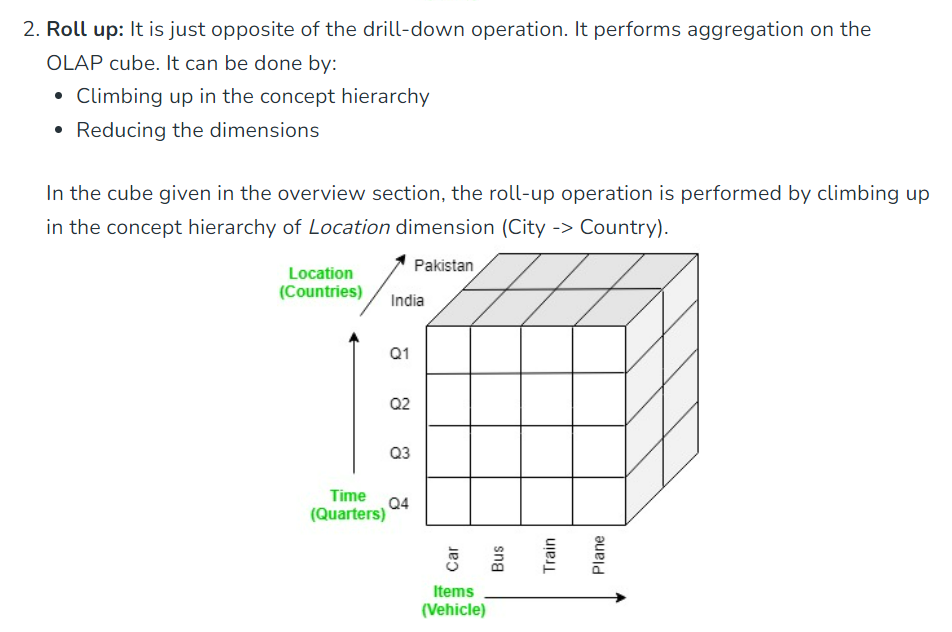 2. Roll up: It is just opposite of the drill-down operation. It performs aggregation on the
OLAP cube. It can be done by:
• Climbing up in the concept hierarchy
• Reducing the dimensions
In the cube given in the overview section, the roll-up operation is performed by climbing up
in the concept hierarchy of Location dimension (City -> Country).
Location
(Countries)
Pakistan
India
Q1
Q2
Q3
Q4
Time
(Quarters)
Car
Bus
Train
Plane
Items
(Vehicle)